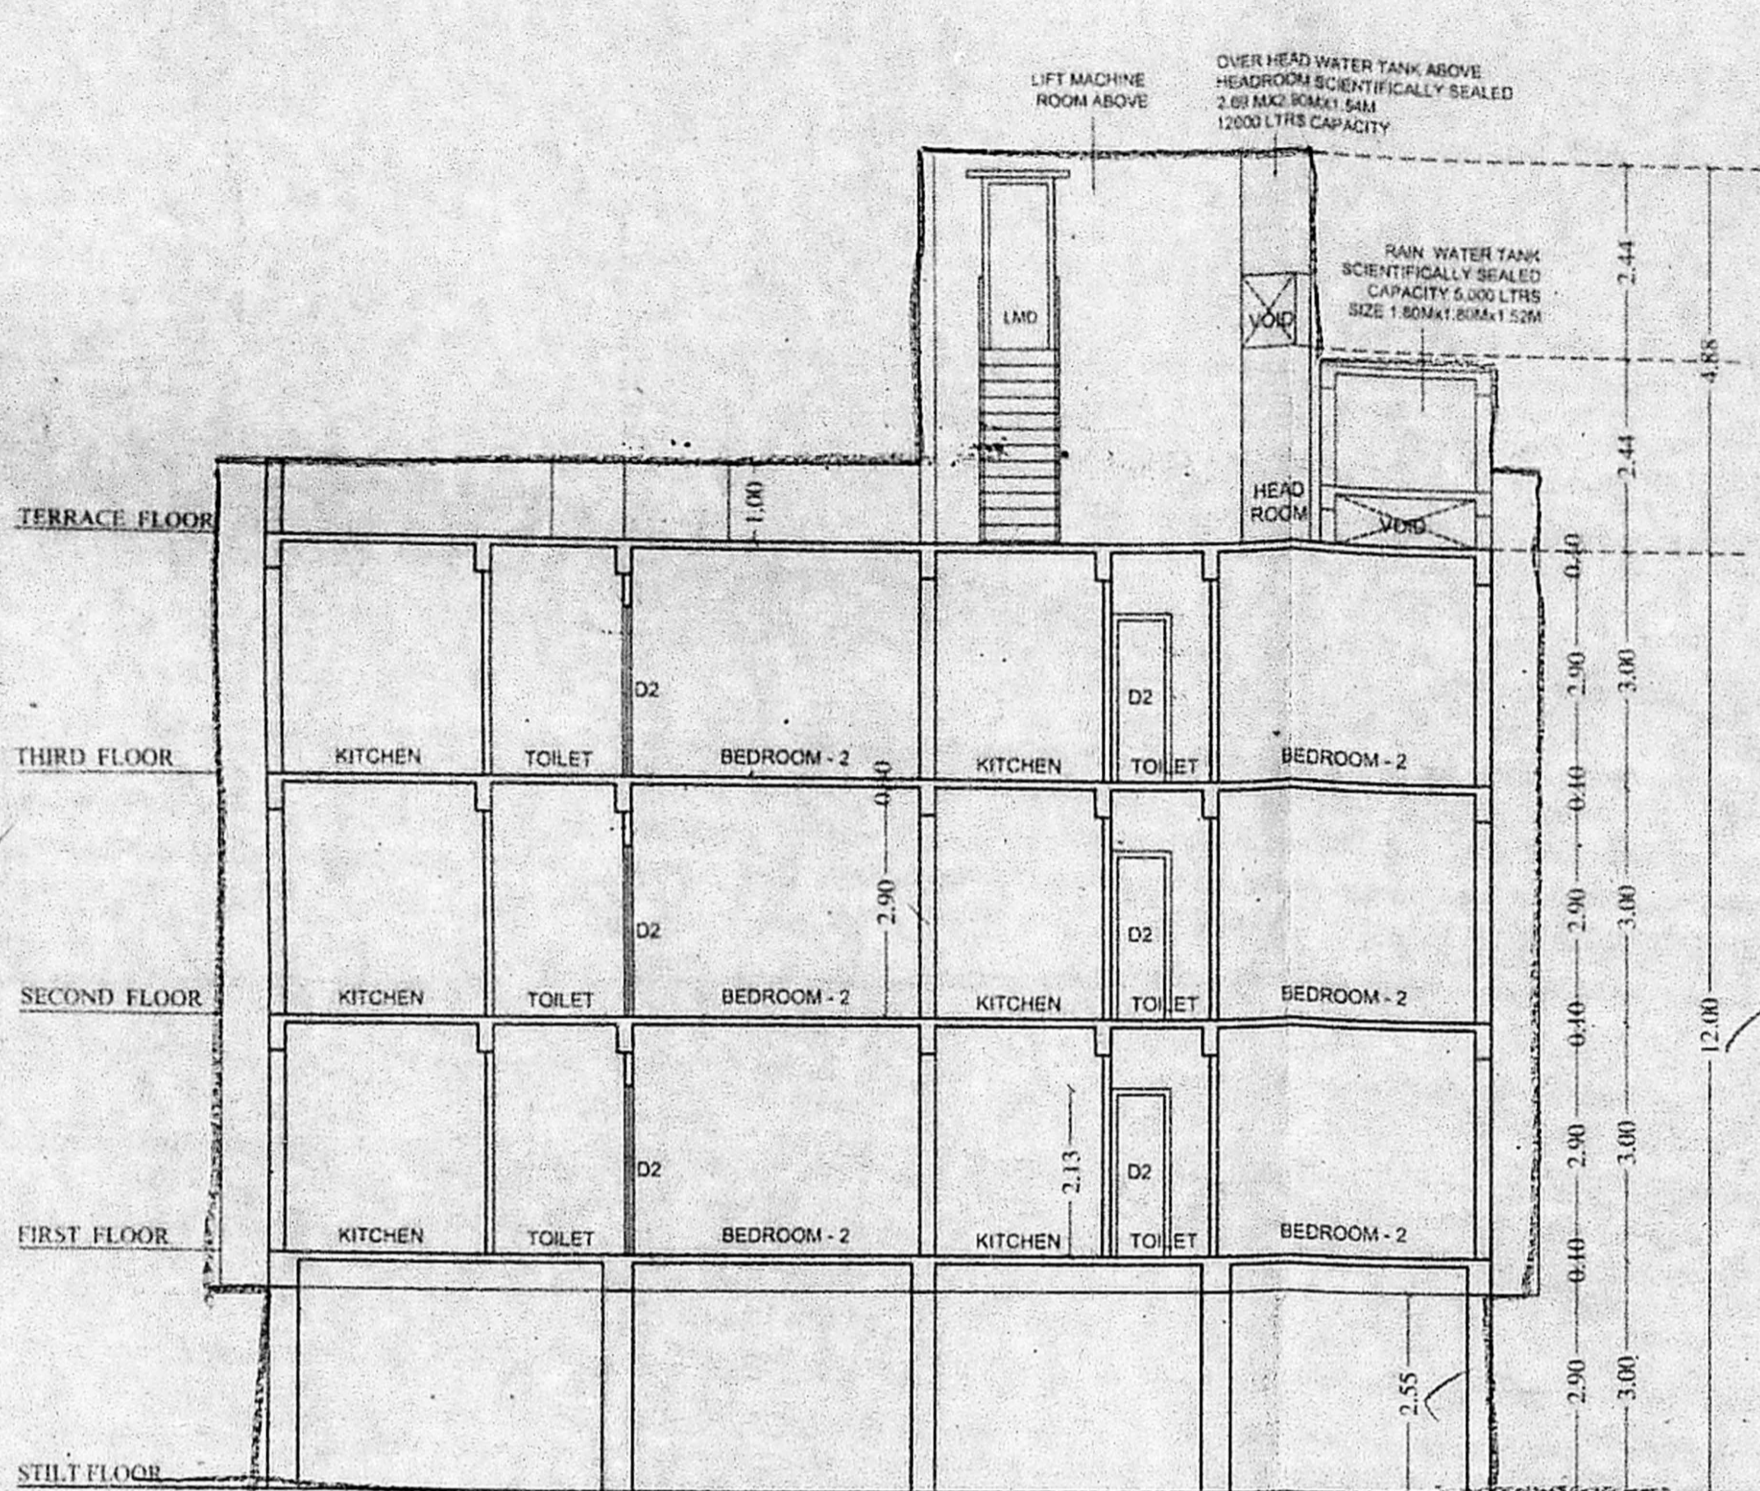 LIFT MACHINE
ROOM ABOVE
OVER HEAD WATER TANK ABOVE
HEADROOM SCIENTIFICALLY SEALED
2.69 MX2.90MX1.54M
12000 LTRS CAPACITY
RAIN WATER TANK
SCIENTIFICALLY SEALED
CAPACITY 5,000 LTRS
SIZE 1.80Mx1.80Mx1.52M
2.44
4.88
LMD
VOID
2.44
HEAD
ROOM
VOID
TERRACE FLOOR
1.00
0.10
D2
D2
2.90
3.00
THIRD FLOOR
KITCHEN
TOILET
BEDROOM - 2
KITCHEN
TOILET
BEDROOM - 2
0.10
0.10
D2
2.90
D2
2.90
3.00
SECOND FLOOR
KITCHEN
TOILET
BEDROOM - 2
KITCHEN
TOILET
BEDROOM - 2
0.10
12.00
D2
2.13
D2
2.90
3.00
FIRST FLOOR
KITCHEN
TOILET
BEDROOM - 2
KITCHEN
TOILET
BEDROOM - 2
0.10
2.55
2.90
3.00
STILT FLOOR